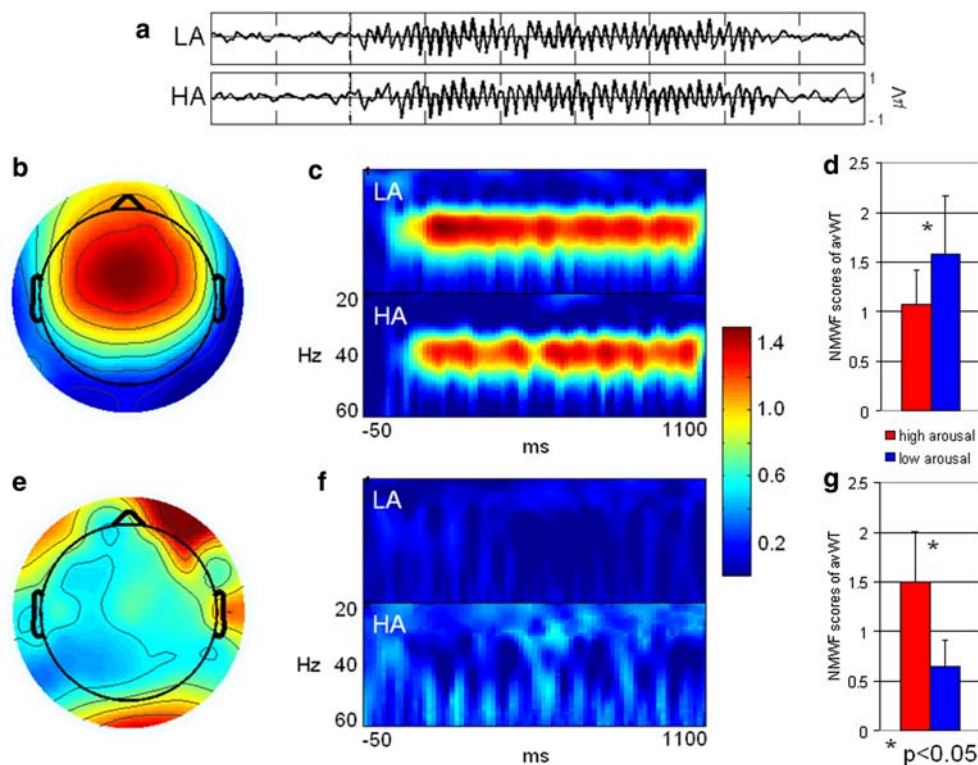 a
LA
HA
1
μV
-1
b
c
LA
20
HA
Hz
40
60
-50
1100
ms
1.4
1.0
0.6
0.2
d
NMWF scores of avWT
2.5
2
1.5
1
0.5
0
*
high arousal
low arousal
e
f
LA
20
HA
Hz
40
60
-50
1100
ms
g
NMWF scores of avWT
2.5
2
1.5
1
0.5
0
*
* p<0.05